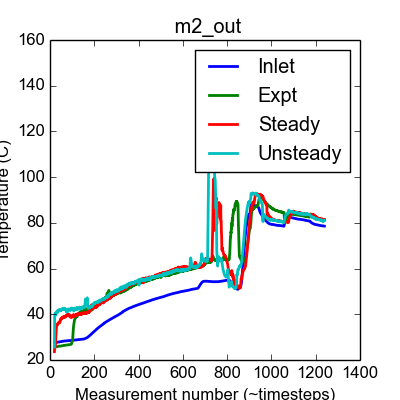 m2_out
160
140
120
100
80
60
40
20
Temperature (C)
Inlet
Expt
Steady
Unsteady
0 200 400 600 800 1000 1200 1400
Measurement number (~timesteps)